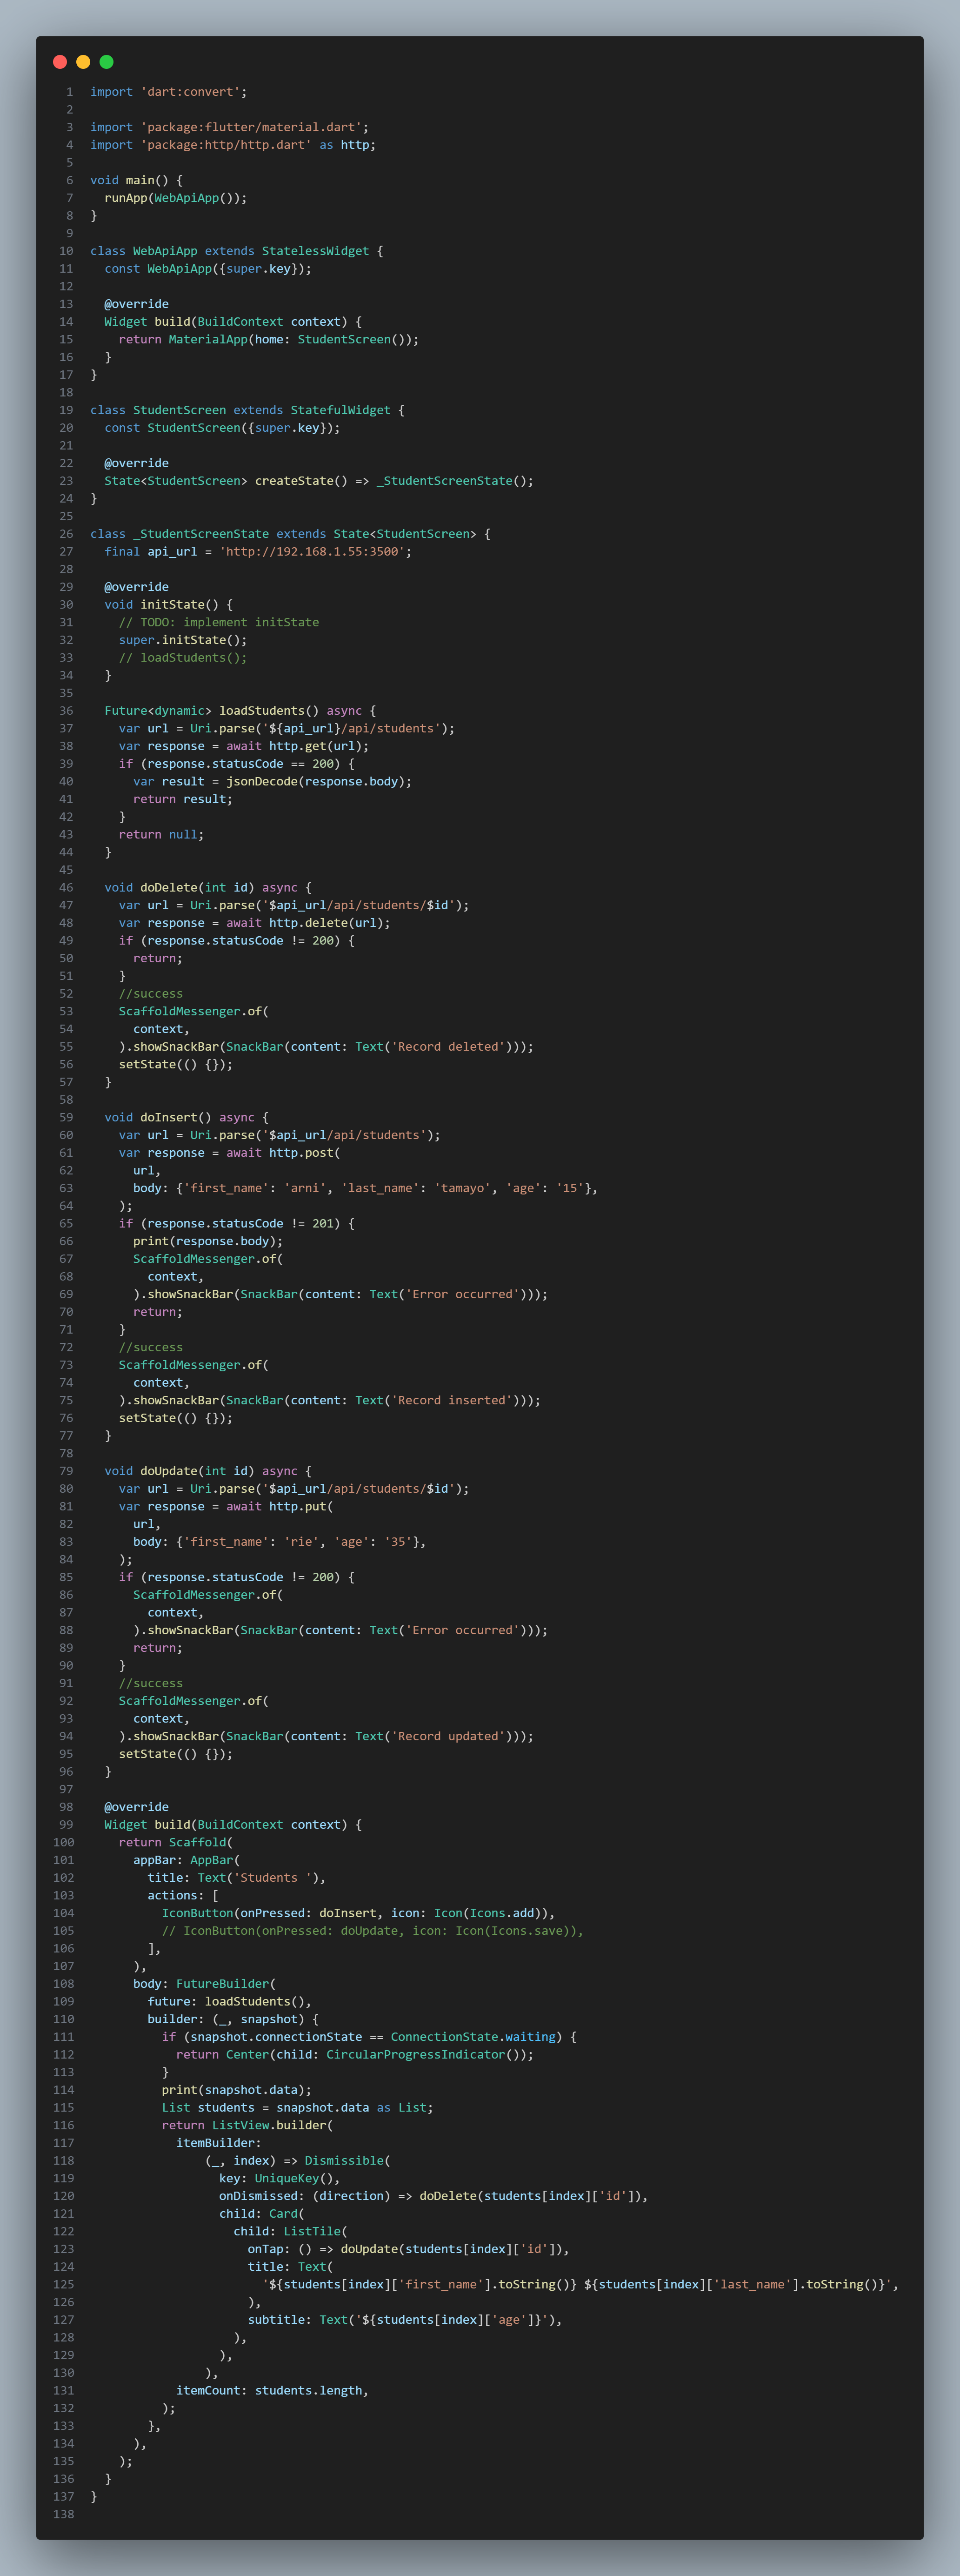 1 import 'dart:convert';
2
3 import 'package:flutter/material.dart';
4 import 'package:http/http.dart' as http;
5
6 void main() {
7   runApp(WebApiApp());
8 }
9
10 class WebApiApp extends StatelessWidget {
11   const WebApiApp({super.key});
12
13   @override
14   Widget build(BuildContext context) {
15     return MaterialApp(home: StudentScreen());
16   }
17 }
18
19 class StudentScreen extends StatefulWidget {
20   const StudentScreen({super.key});
21
22   @override
23   State<StudentScreen> createState() => _StudentScreenState();
24 }
25
26 class _StudentScreenState extends State<StudentScreen> {
27   final api_url = 'http://192.168.1.55:3500';
28
29   @override
30   void initState() {
31     // TODO: implement initState
32     super.initState();
33     // loadStudents();
34   }
35
36   Future<dynamic> loadStudents() async {
37     var url = Uri.parse('${api_url}/api/students');
38     var response = await http.get(url);
39     if (response.statusCode == 200) {
40       var result = jsonDecode(response.body);
41       return result;
42     }
43     return null;
44   }
45
46   void doDelete(int id) async {
47     var url = Uri.parse('$api_url/api/students/$id');
48     var response = await http.delete(url);
49     if (response.statusCode != 200) {
50       return;
51     }
52     //success
53     ScaffoldMessenger.of(
54       context,
55     ).showSnackBar(SnackBar(content: Text('Record deleted')));
56     setState(() {});
57   }
58
59   void doInsert() async {
60     var url = Uri.parse('$api_url/api/students');
61     var response = await http.post(
62       url,
63       body: {'first_name': 'arni', 'last_name': 'tamayo', 'age': '15'},
64     );
65     if (response.statusCode != 201) {
66       print(response.body);
67       ScaffoldMessenger.of(
68         context,
69       ).showSnackBar(SnackBar(content: Text('Error occurred')));
70       return;
71     }
72     //success
73     ScaffoldMessenger.of(
74       context,
75     ).showSnackBar(SnackBar(content: Text('Record inserted')));
76     setState(() {});
77   }
78
79   void doUpdate(int id) async {
80     var url = Uri.parse('$api_url/api/students/$id');
81     var response = await http.put(
82       url,
83       body: {'first_name': 'rie', 'age': '35'},
84     );
85     if (response.statusCode != 200) {
86       ScaffoldMessenger.of(
87         context,
88       ).showSnackBar(SnackBar(content: Text('Error occurred')));
89       return;
90     }
91     //success
92     ScaffoldMessenger.of(
93       context,
94     ).showSnackBar(SnackBar(content: Text('Record updated')));
95     setState(() {});
96   }
97
98   @override
99   Widget build(BuildContext context) {
100     return Scaffold(
101       appBar: AppBar(
102         title: Text('Students '),
103         actions: [
104           IconButton(onPressed: doInsert, icon: Icon(Icons.add)),
105           // IconButton(onPressed: doUpdate, icon: Icon(Icons.save)),
106         ],
107       ),
108       body: FutureBuilder(
109         future: loadStudents(),
110         builder: (_, snapshot) {
111           if (snapshot.connectionState == ConnectionState.waiting) {
112             return Center(child: CircularProgressIndicator());
113           }
114           print(snapshot.data);
115           List students = snapshot.data as List;
116           return ListView.builder(
117             itemBuilder:
118                 (_, index) => Dismissible(
119                   key: UniqueKey(),
120                   onDismissed: (direction) => doDelete(students[index]['id']),
121                   child: Card(
122                     child: ListTile(
123                       onTap: () => doUpdate(students[index]['id']),
124                       title: Text(
125                         '${students[index]['first_name'].toString()} ${students[index]['last_name'].toString()}',
126                       ),
127                       subtitle: Text('${students[index]['age']}'),
128                     ),
129                   ),
130                 ),
131             itemCount: students.length,
132           );
133         },
134       ),
135     );
136   }
137 }
138